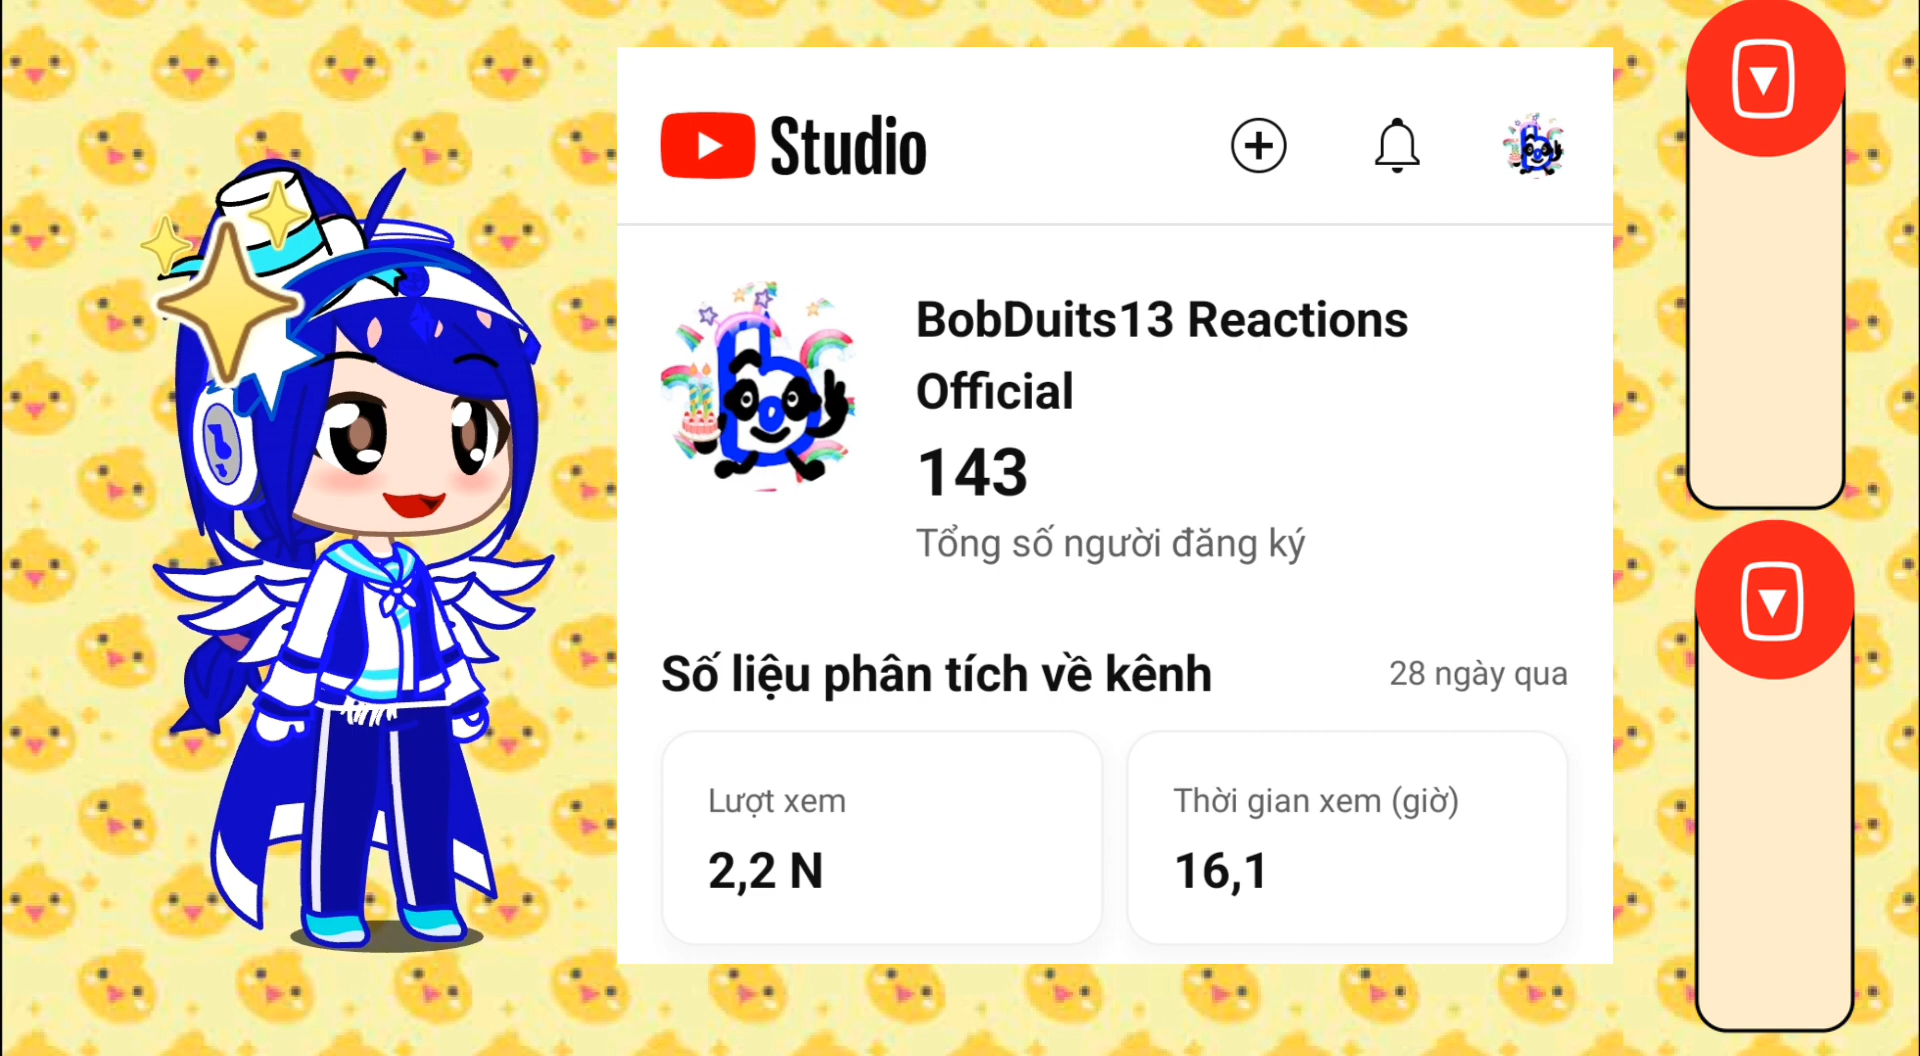 Studio
BobDuits13 Reactions
Official
143
Tổng số người đăng ký
Số liệu phân tích về kênh
28 ngày qua
Lượt xem
2,2 N
Thời gian xem (giờ)
16,1